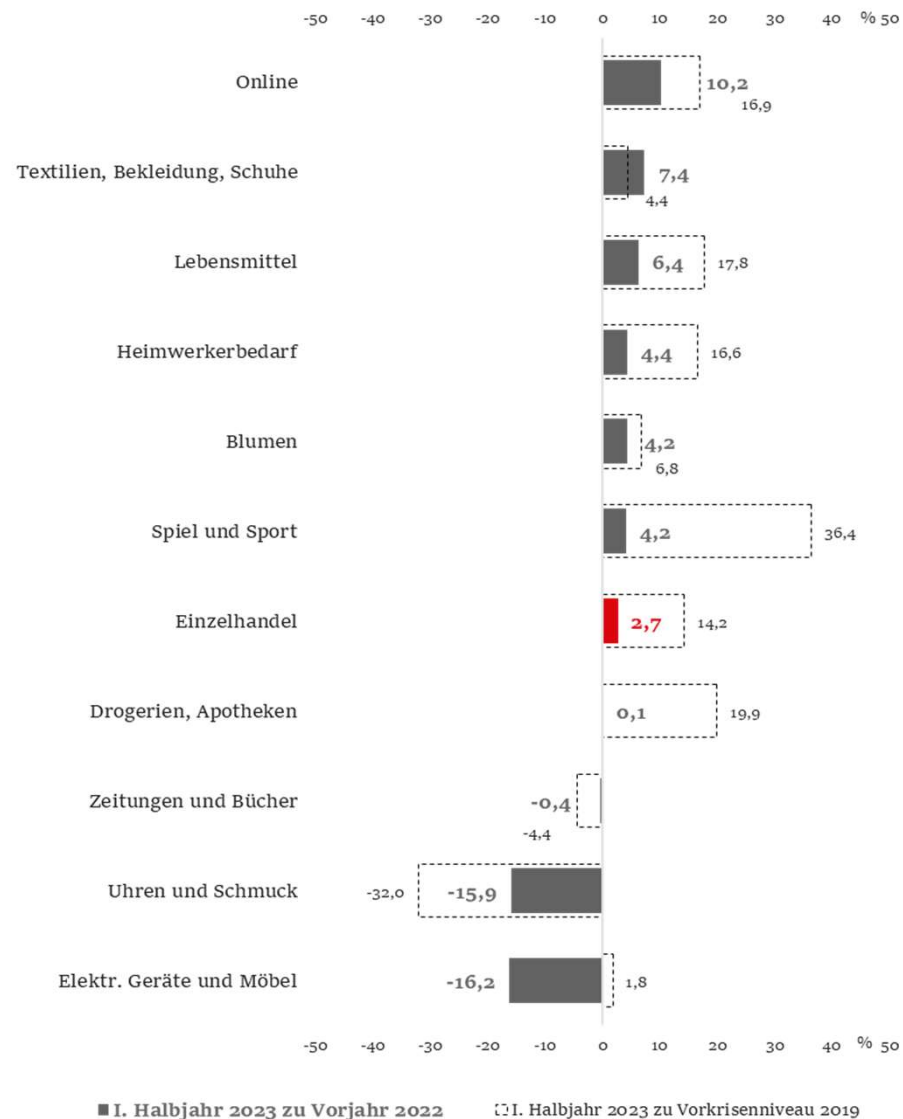 -50 -40 -30 -20 -10 0 10 20 30 40 % 50
Online 10,2
16,9
Textilien, Bekleidung, Schuhe 7,4
4,4
Lebensmittel 6,4 17,8
Heimwerkerbedarf 4,4 16,6
Blumen 4,2
6,8
Spiel und Sport 4,2 36,4
Einzelhandel 2,7 14,2
Drogerien, Apotheken 0,1 19,9
Zeitungen und Bücher -0,4
-4,4
Uhren und Schmuck -32,0 -15,9
Elektr. Geräte und Möbel -16,2 1,8
-50 -40 -30 -20 -10 0 10 20 30 40 % 50
I. Halbjahr 2023 zu Vorjahr 2022 I. Halbjahr 2023 zu Vorkrisenniveau 2019